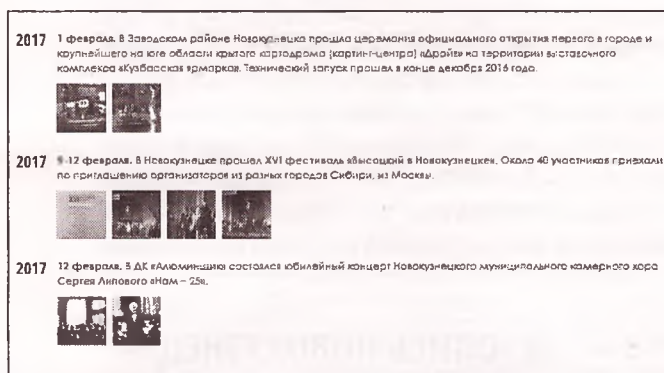 2017 1 февраля. В Заводском районе Новокузнецка прошла церемония официального открытия первого в городе и
крупнейшего на юге области крытого картодрома (картинг-центра) «Драйв» на территории выставочного
комплекса «Кузбасская ярмарка». Технический запуск прошел в конце декабря 2016 года.
2017 9-12 февраля. В Новокузнецке прошел XVI фестиваль «Высоцкий в Новокузнецке». Около 40 участников приехали
по приглашению организаторов из разных городов Сибири, из Москвы.
2017 12 февраля. В ДК «Алюминщик» состоялся юбилейный концерт Новокузнецкого муниципального камерного хора
Сергея Липового «Нам – 25».